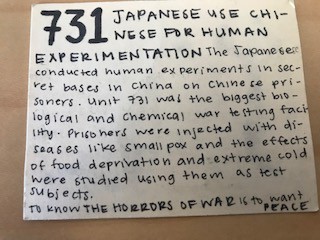 731 JAPANESE USE CHI-
NESE FOR HUMAN
EXPERIMENTATION The Japanese
conducted human experiments in sec-
ret bases in China on Chinese pri-
soners. Unit 731 was the biggest bio-
logical and chemical war testing faci
lity. Prisoners were injected with di-
seases like smallpox and the effects
of food deprivation and extreme cold
were studied using them as test
subjects.
TO KNOW THE HORRORS OF WAR is to want
PEACE